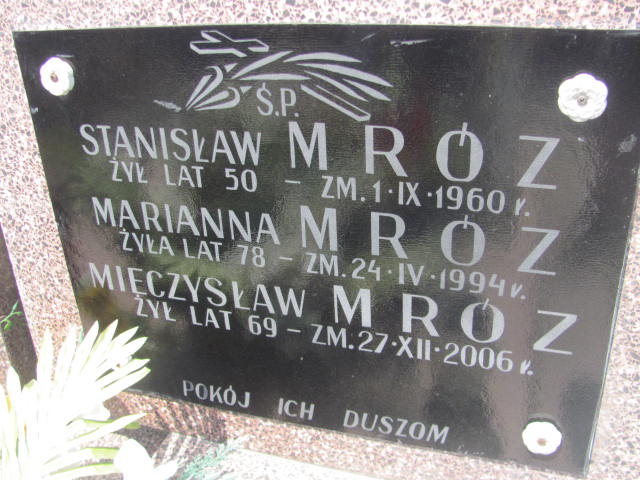 Ś.P.
STANISŁAW MRÓZ
ŻYŁ LAT 50 – ZM. 1·IX·1960 r.
MARIANNA MRÓZ
ŻYŁA LAT 78 – ZM. 24·IV·1994 r.
MIECZYSŁAW MRÓZ
ŻYŁ LAT 69 – ZM. 27·XII·2006 r.
POKÓJ ICH DUSZOM